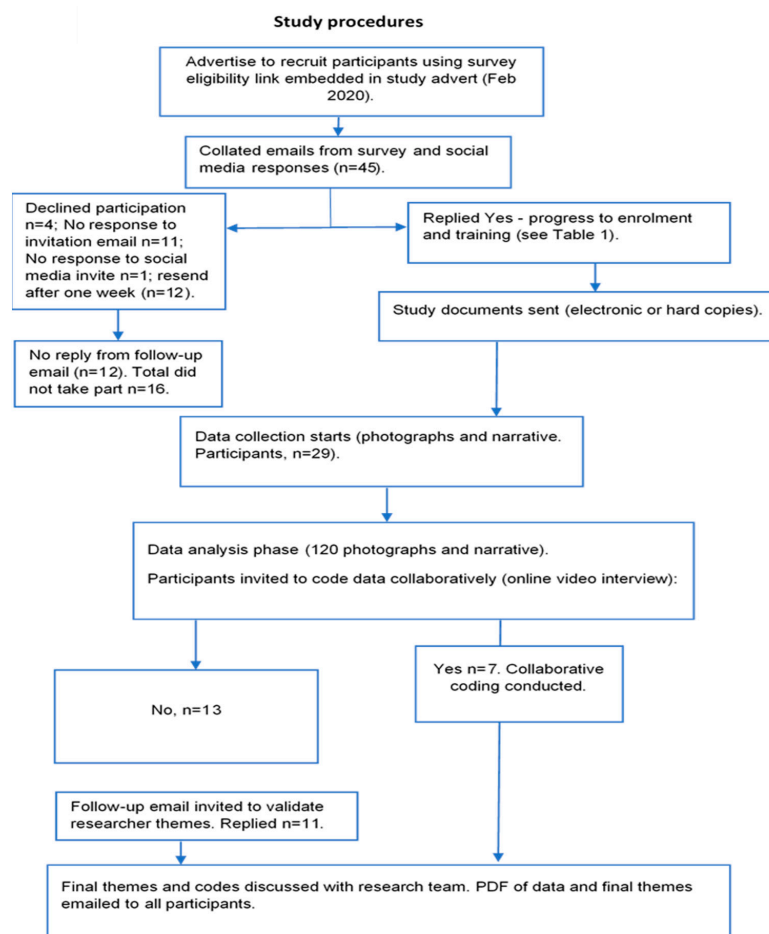 Study procedures
Advertise to recruit participants using survey
eligibility link embedded in study advert (Feb
2020).
Collated emails from survey and social
media responses (n=45).
Declined participation
n=4; No response to
invitation email n=11;
No response to social
media invite n=1; resend
after one week (n=12).
Replied Yes - progress to enrolment
and training (see Table 1).
Study documents sent (electronic or hard copies).
No reply from follow-up
email (n=12). Total did
not take part n=16.
Data collection starts (photographs and narrative.
Participants, n=29).
Data analysis phase (120 photographs and narrative).
Participants invited to code data collaboratively (online video interview):
Yes n=7. Collaborative
coding conducted.
No, n=13
Follow-up email invited to validate
researcher themes. Replied n=11.
Final themes and codes discussed with research team. PDF of data and final themes
emailed to all participants.